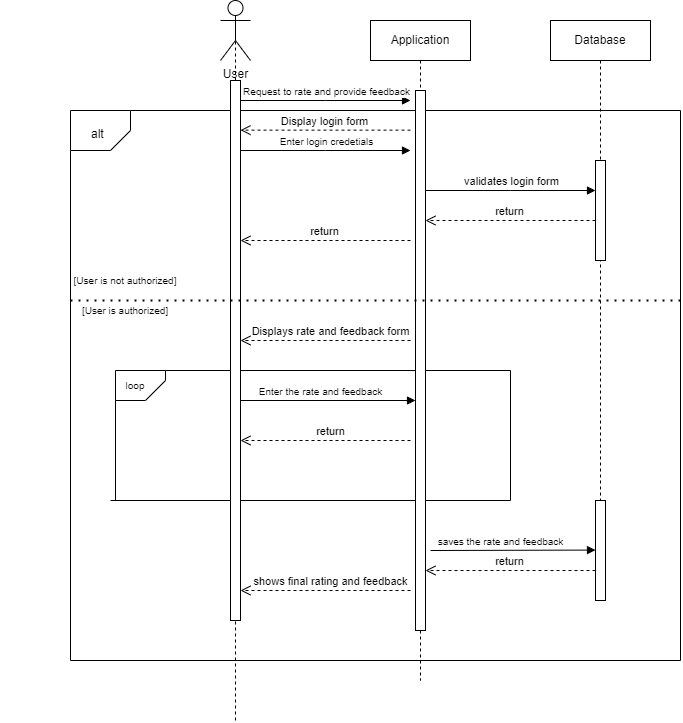 Application
Database
User
Request to rate and provide feedback
alt
Display login form
Enter login credetials
validates login form
return
return
[User is not authorized]
[User is authorized]
Displays rate and feedback form
loop
Enter the rate and feedback
return
saves the rate and feedback
return
shows final rating and feedback